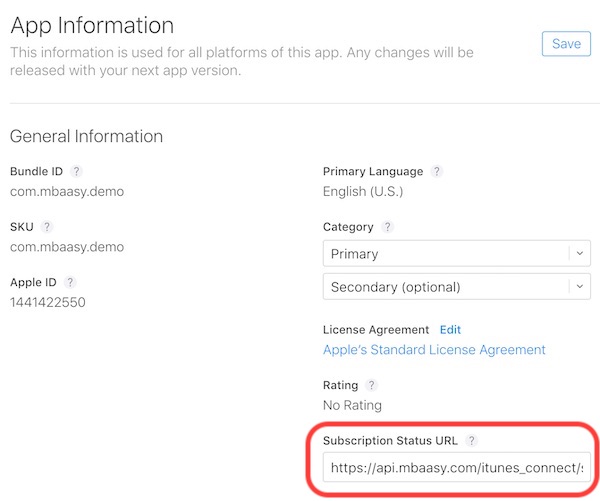 App Information
This information is used for all platforms of this app. Any changes will be
released with your next app version.
Save
General Information
Bundle ID ?
com.mbaasy.demo
SKU ?
com.mbaasy.demo
Apple ID ?
1441422550
Primary Language ?
English (U.S.)
Category ?
Primary
Secondary (optional)
License Agreement Edit
Apple's Standard License Agreement
Rating ?
No Rating
Subscription Status URL ?
https://api.mbaasy.com/itunes_connect/s